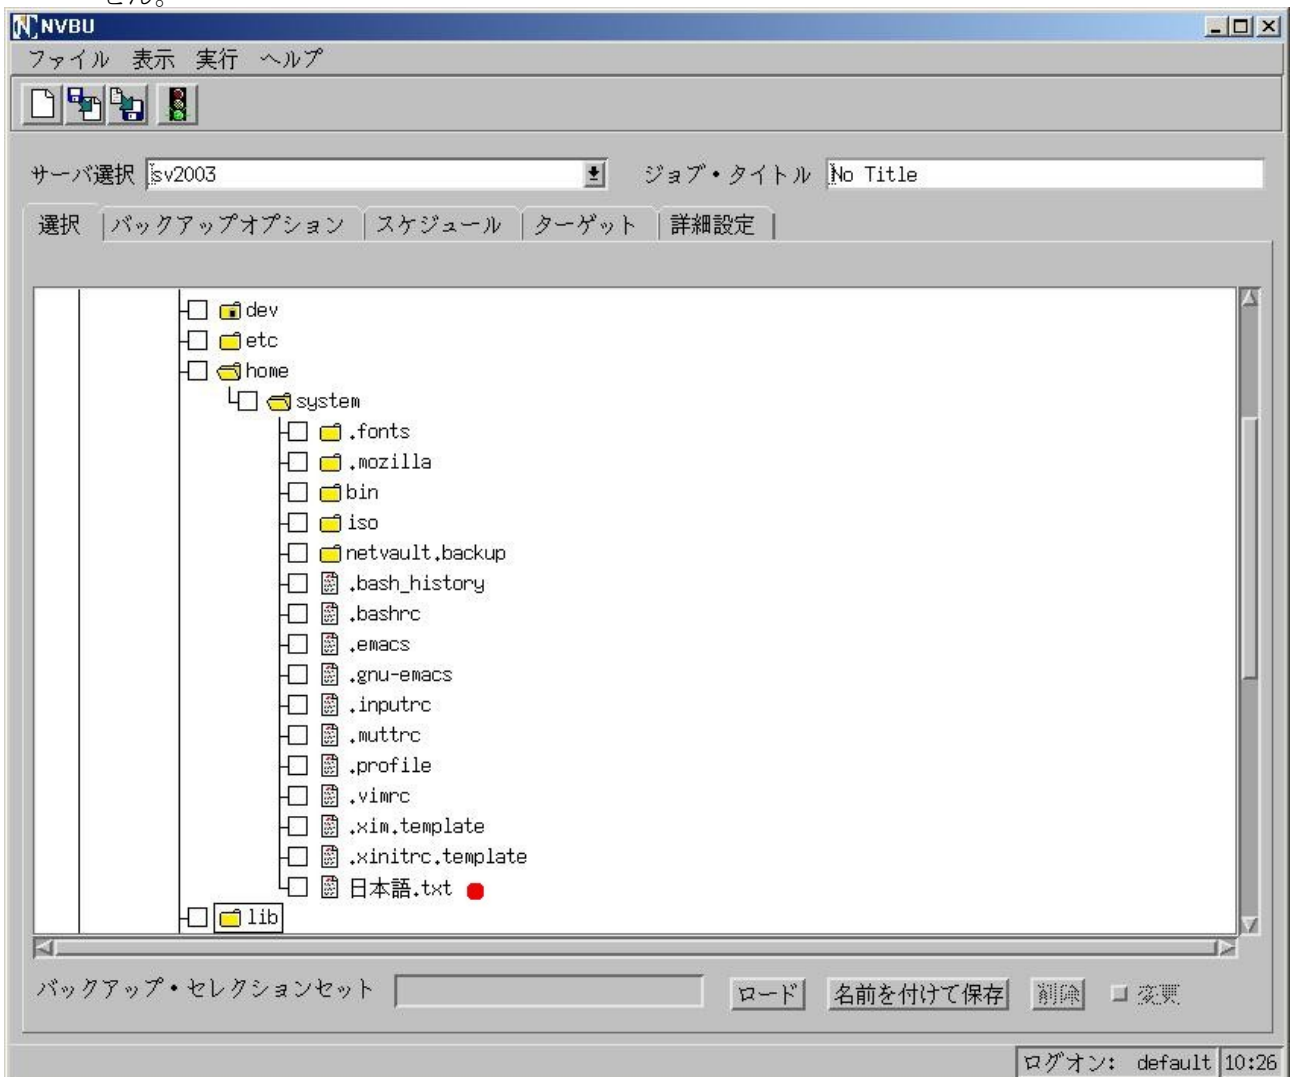 せん。
NVBU
ファイル 表示 実行 ヘルプ
サーバ選択 sv2003 ジョブ・タイトル No Title
選択 バックアップオプション スケジュール ターゲット 詳細設定
dev
etc
home
system
.fonts
.mozilla
bin
iso
netvault.backup
.bash_history
.bashrc
.emacs
.gnu-emacs
.inputrc
.muttrc
.profile
.vimrc
.xim.template
.xinitrc.template
日本語.txt
lib
バックアップ・セレクションセット ロード 名前を付けて保存 削除 変更
ログオン: default 10:26